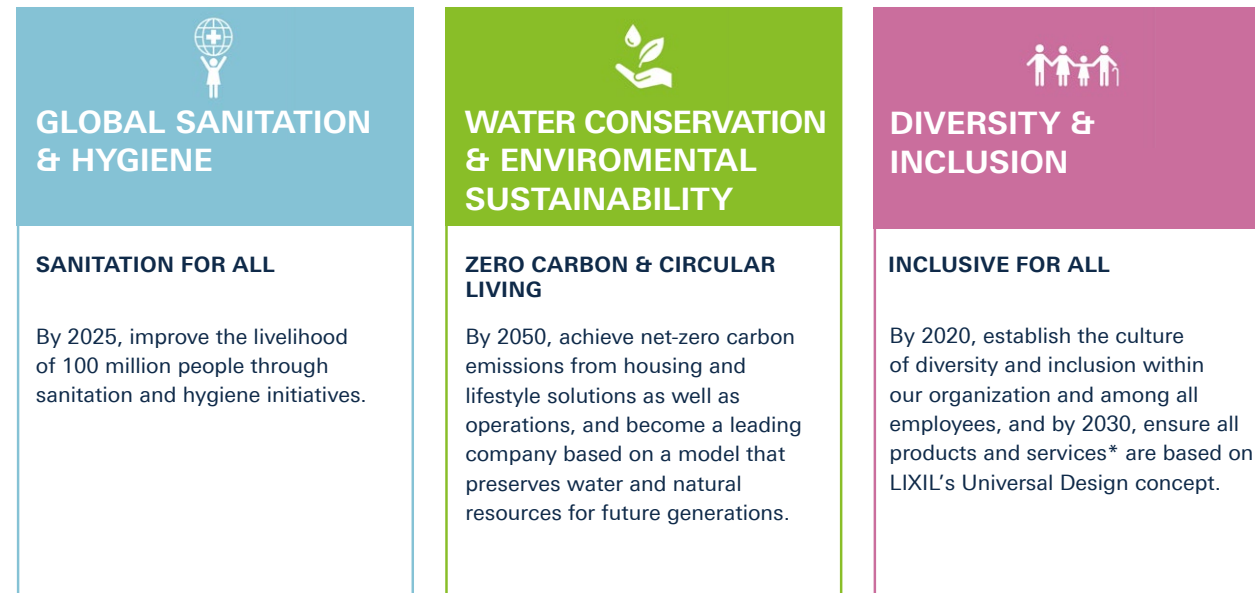 GLOBAL SANITATION
& HYGIENE
SANITATION FOR ALL
By 2025, improve the livelihood
of 100 million people through
sanitation and hygiene initiatives.
WATER CONSERVATION
& ENVIROMENTAL
SUSTAINABILITY
ZERO CARBON & CIRCULAR
LIVING
By 2050, achieve net-zero carbon
emissions from housing and
lifestyle solutions as well as
operations, and become a leading
company based on a model that
preserves water and natural
resources for future generations.
DIVERSITY &
INCLUSION
INCLUSIVE FOR ALL
By 2020, establish the culture
of diversity and inclusion within
our organization and among all
employees, and by 2030, ensure all
products and services* are based on
LIXIL’s Universal Design concept.